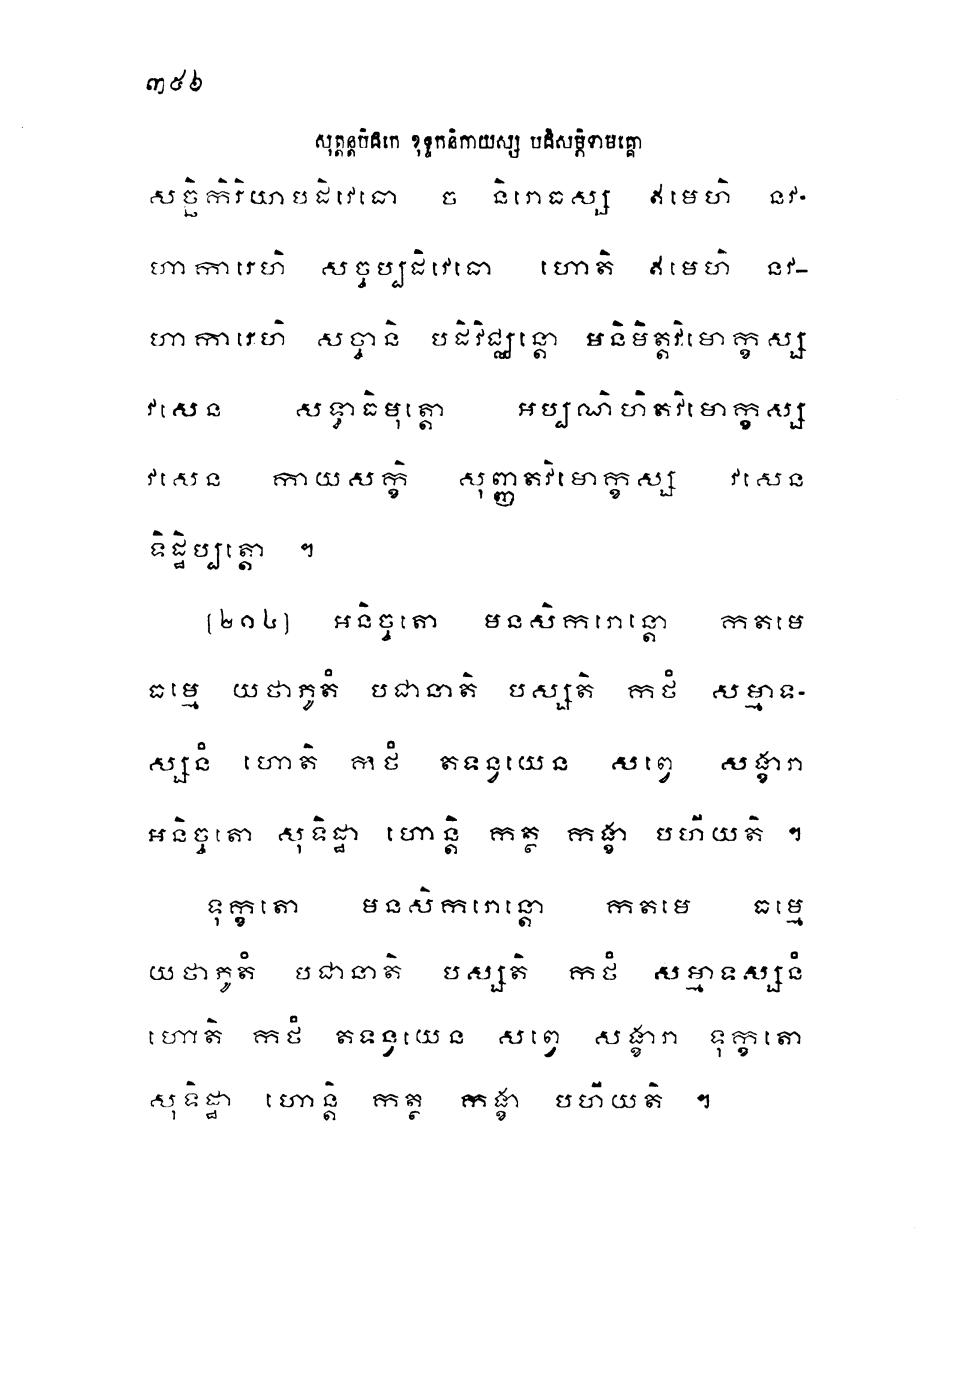 ៣៥៦
សុត្តន្តបិដកេ ខុទ្ទកនិកាយស្ស បដិសម្ភិទាមគ្គោ
សច្ឆិកិរិយាបដិវេធោ ច និរោធស្ស ឥមេហិ នវ-
ហាការេហិ សច្ចប្បដិវេធោ ហោតិ ឥមេហិ នវ-
ហាការេហិ សច្ចានិ បដិវិជ្ឈន្តោ អនិមិត្តវិមោក្ខស្ស
វសេន សទ្ធាធិមុត្តោ អប្បណិហិតវិមោក្ខស្ស
វសេន កាយសក្ខិ សុញ្ញតវិមោក្ខស្ស វសេន
ទិដ្ឋិប្បត្តោ ។
[២១៤] អនិច្ចតោ មនសិករោន្តោ កតមេ
ធម្មេ យថាភូតំ បជានាតិ បស្សតិ កថំ សម្មាទ-
ស្សនំ ហោតិ កថំ តទន្វយេន សព្វេ សង្ខារា
អនិច្ចតោ សុទិដ្ឋា ហោន្តិ កត្ថ កង្ខា បហីយតិ ។
ទុក្ខតោ មនសិករោន្តោ កតមេ ធម្មេ
យថាភូតំ បជានាតិ បស្សតិ កថំ សម្មាទស្សនំ
ហោតិ កថំ តទន្វយេន សព្វេ សង្ខារា ទុក្ខតោ
សុទិដ្ឋា ហោន្តិ កត្ថ កង្ខា បហីយតិ ។